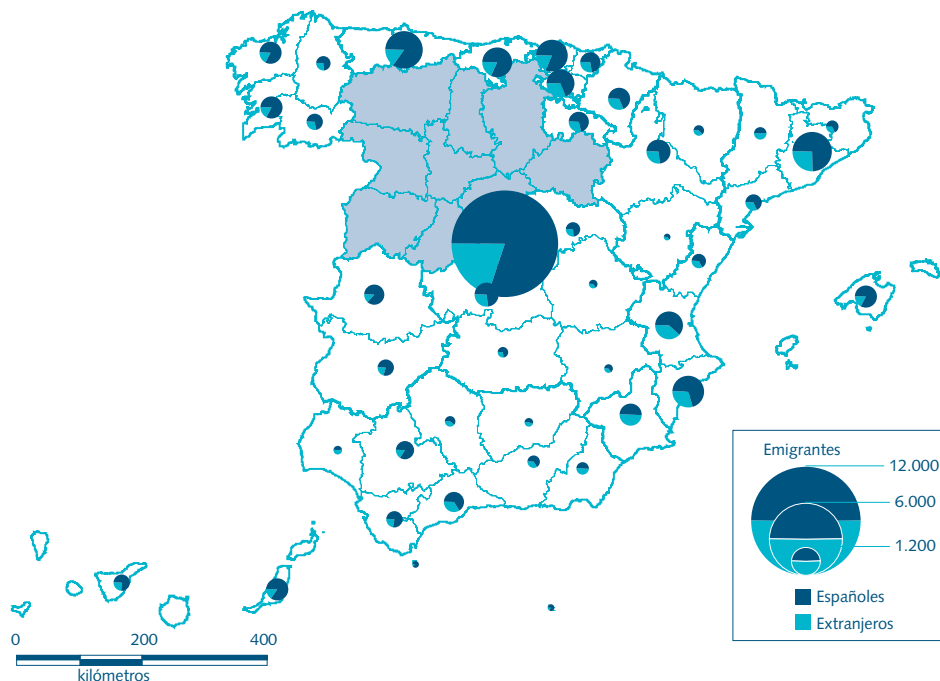 Emigrantes
12.000
6.000
1.200
Españoles
Extranjeros
0 200 400
kilómetros